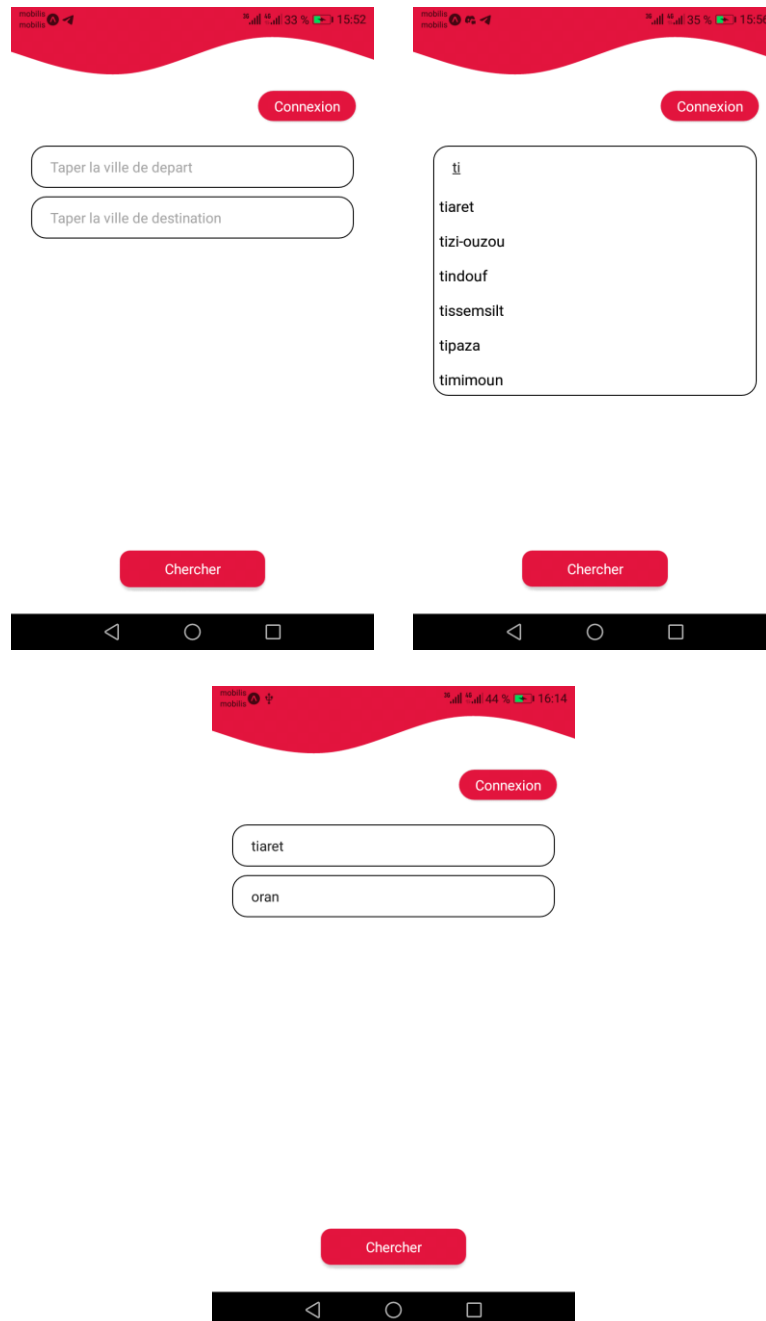 mobilis
mobilis
33 % 15:52
Connexion
Taper la ville de depart
Taper la ville de destination
Chercher
mobilis
mobilis
35 % 15:56
Connexion
ti
tiaret
tizi-ouzou
tindouf
tissemsilt
tipaza
timimoun
Chercher
mobilis
mobilis
44 % 16:14
Connexion
tiaret
oran
Chercher